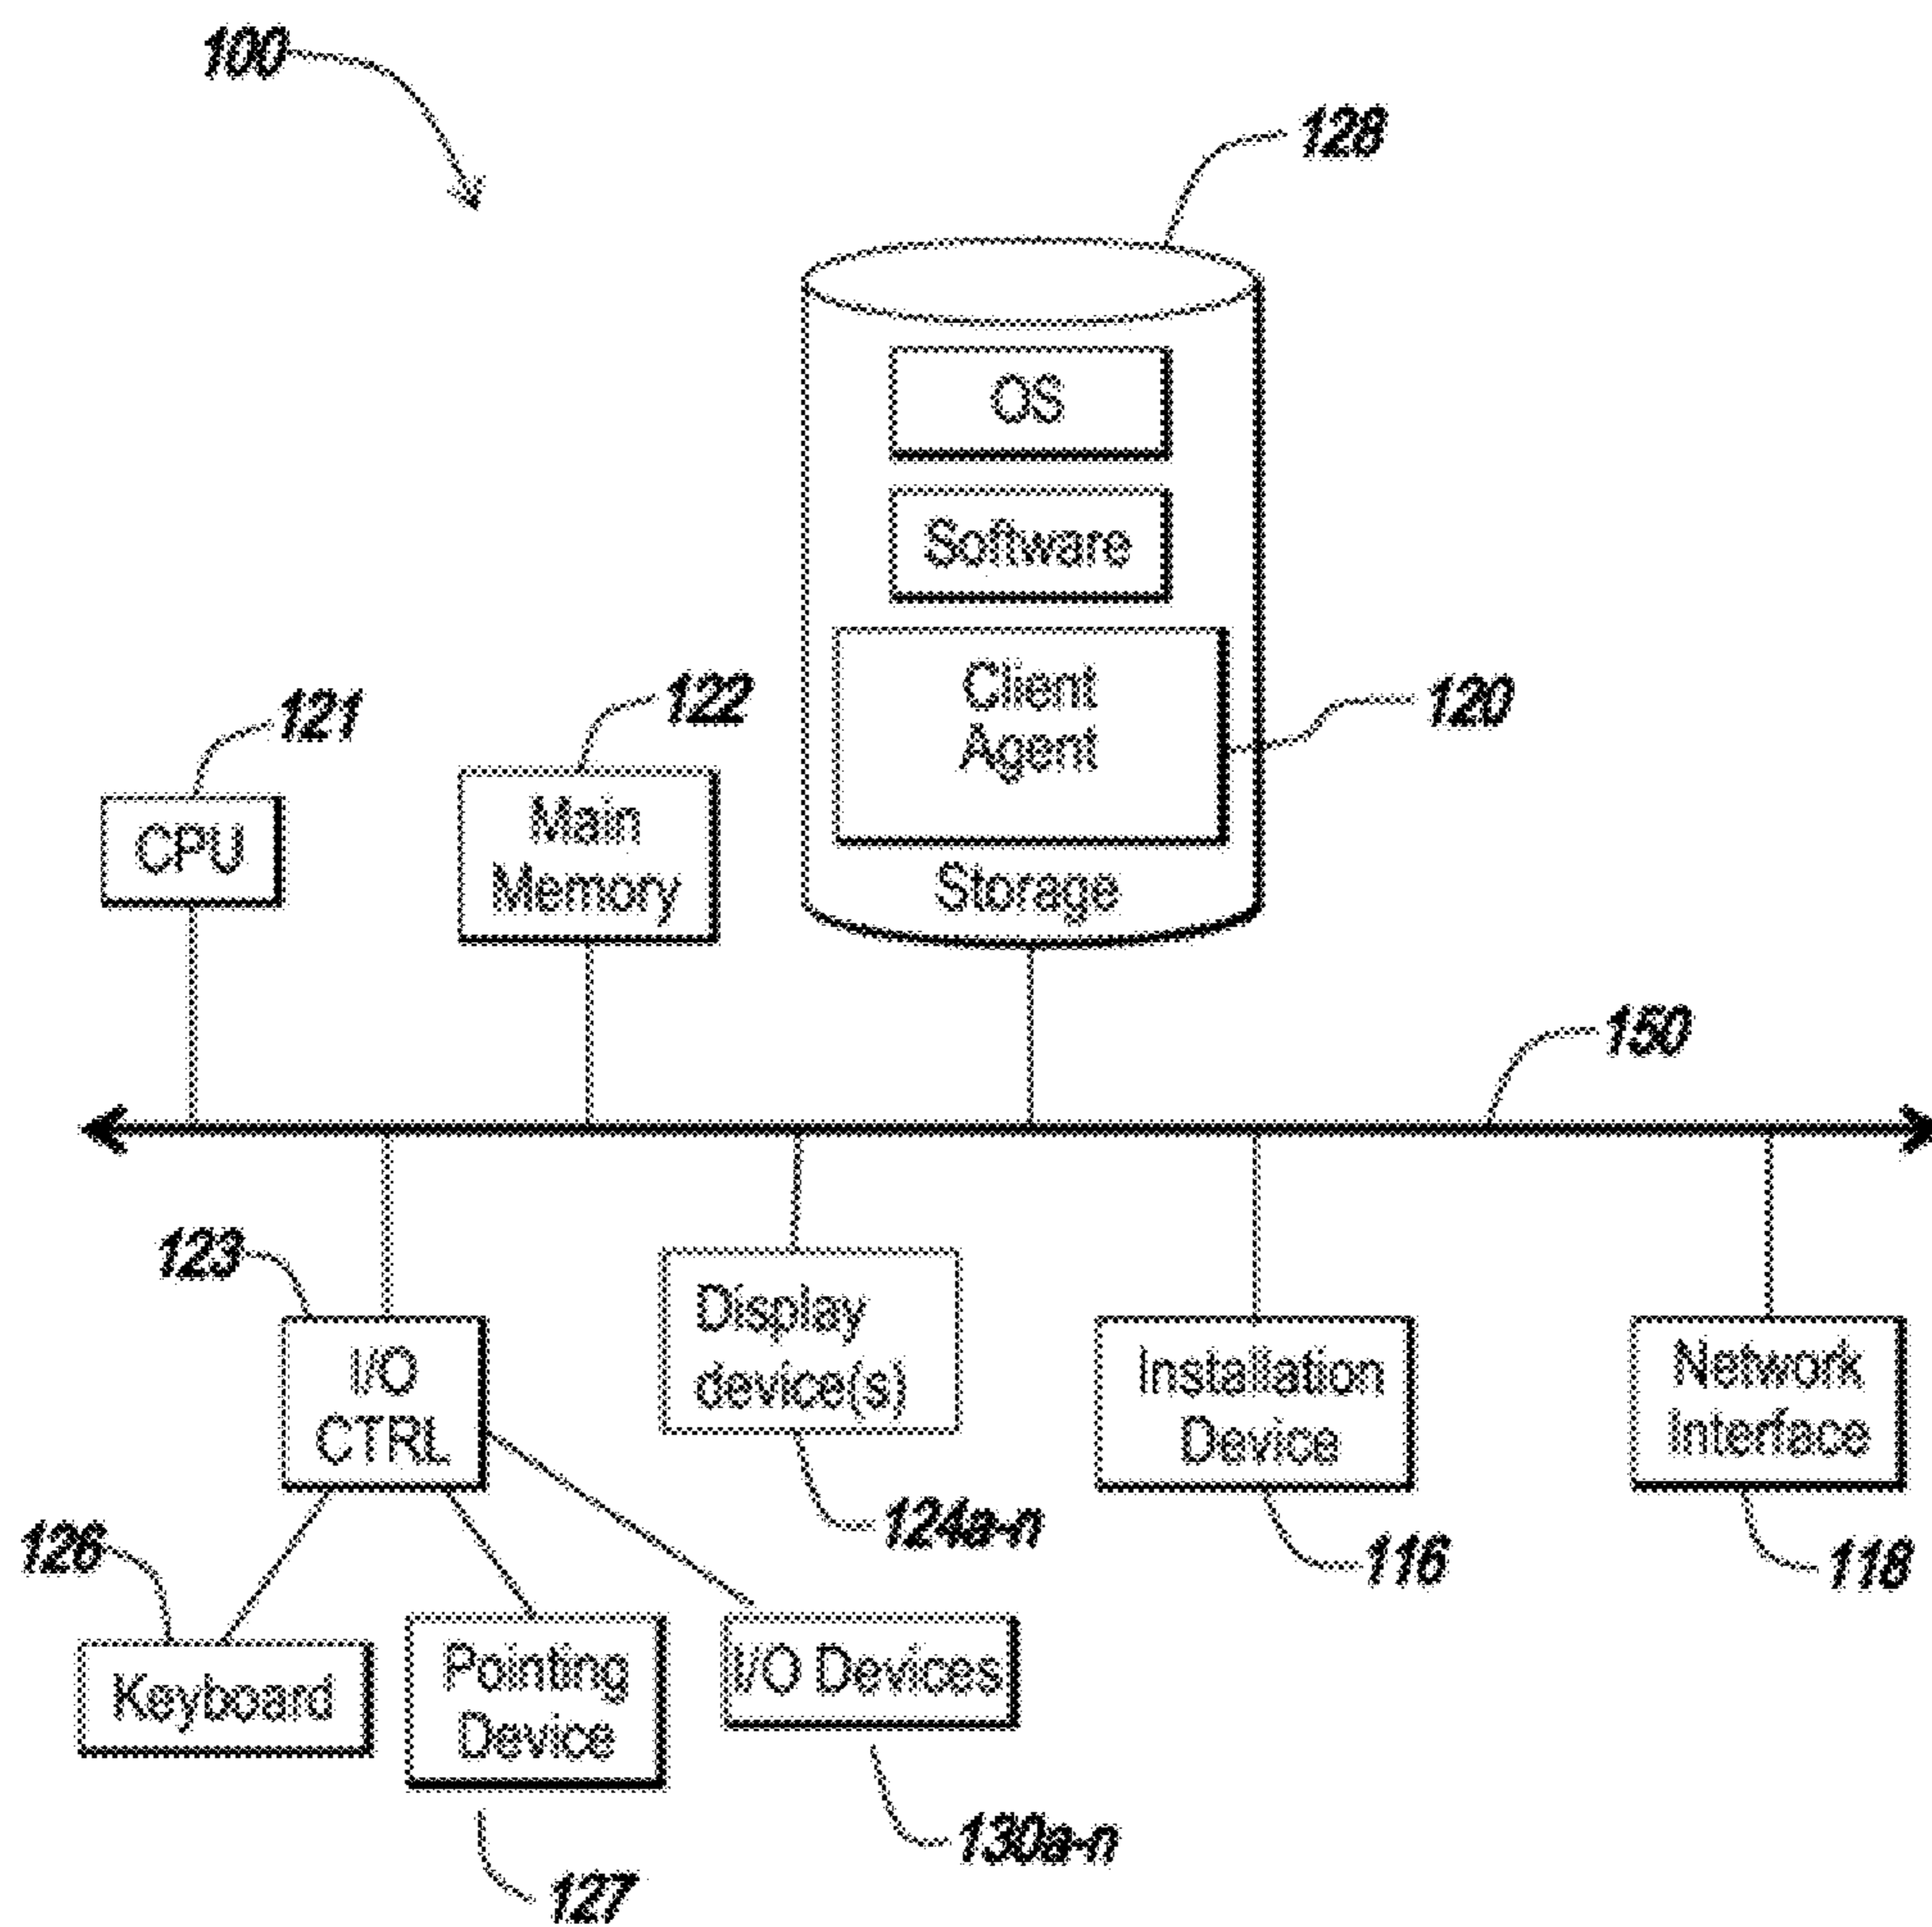 100
128
OS
Software
Client
Agent
120
Storage
121
CPU
122
Main
Memory
150
123
I/O
CTRL
Display
device(s)
124a-n
Installation
Device
116
Network
Interface
118
126
Keyboard
Pointing
Device
127
I/O Devices
130a-n